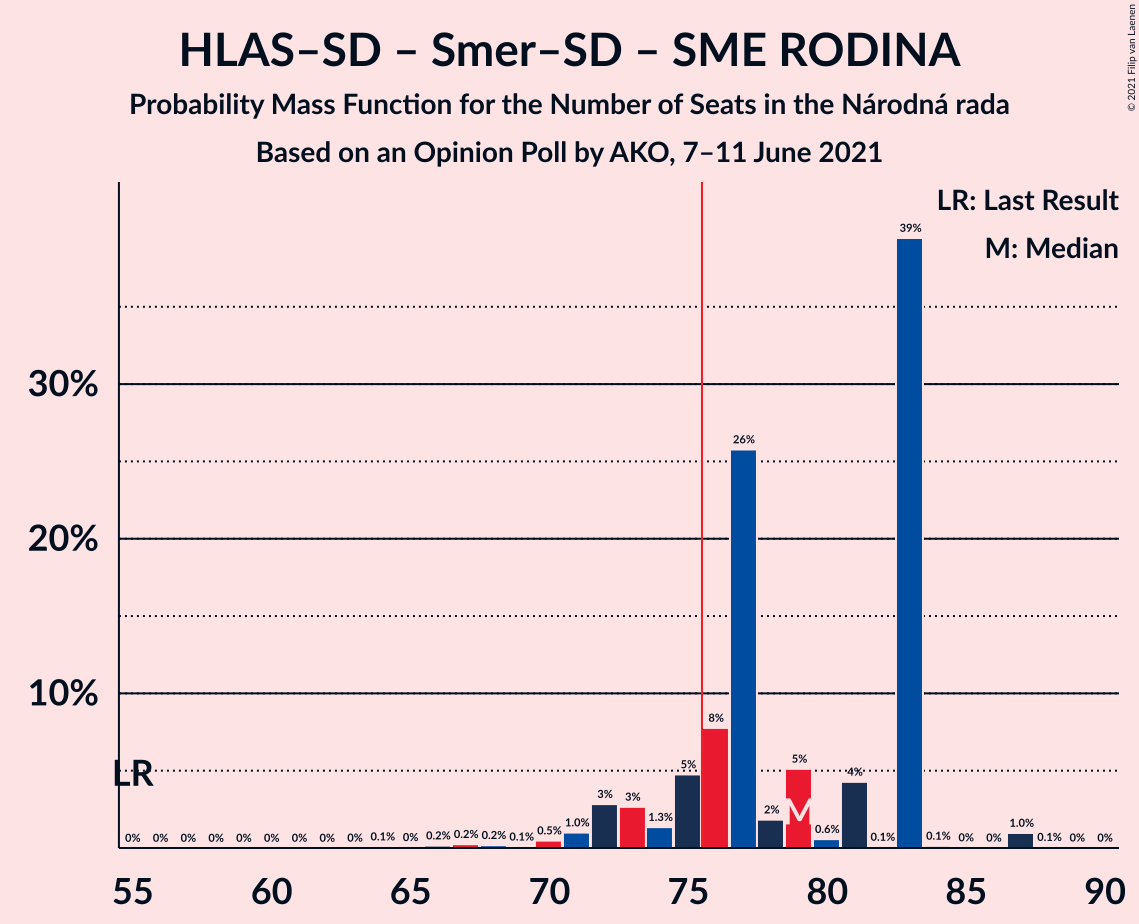 HLAS–SD – Smer–SD – SME RODINA
Probability Mass Function for the Number of Seats in the Národná rada
Based on an Opinion Poll by AKO, 7–11 June 2021
© 2021 Filip van Laenen
LR: Last Result
M: Median
39%
30%
26%
20%
10%
8%
LR
5%
5%
4%
3%
3%
2%
M
0% 0% 0% 0% 0% 0% 0% 0% 0% 0.1% 0% 0.2% 0.2% 0.2% 0.1% 0.5% 1.0% 1.3% 0.6% 0.1% 0.1% 0% 0% 1.0% 0.1% 0% 0%
55 60 65 70 75 80 85 90